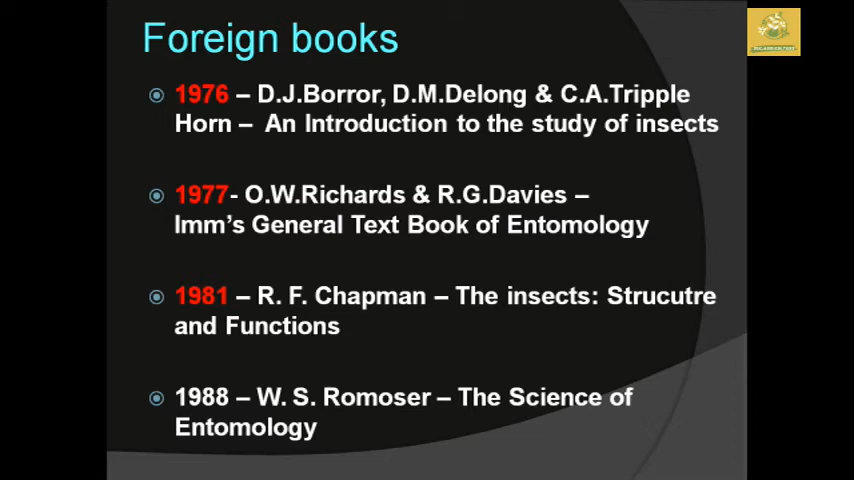 Foreign books
1976 – D.J.Borror, D.M.Delong & C.A.Tripple
Horn – An Introduction to the study of insects
1977- O.W.Richards & R.G.Davies –
Imm's General Text Book of Entomology
1981 – R. F. Chapman – The insects: Strucutre
and Functions
1988 – W. S. Romoser – The Science of
Entomology